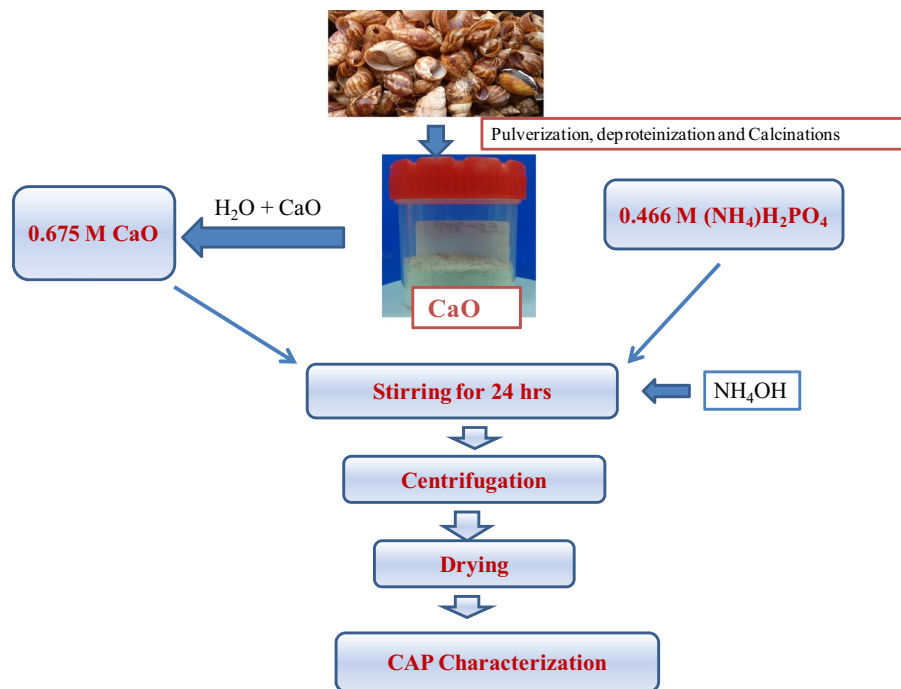 Pulverization, deproteinization and Calcinations
H₂O + CaO
0.675 M CaO
0.466 M (NH₄)H₂PO₄
CaO
Stirring for 24 hrs
NH₄OH
Centrifugation
Drying
CAP Characterization